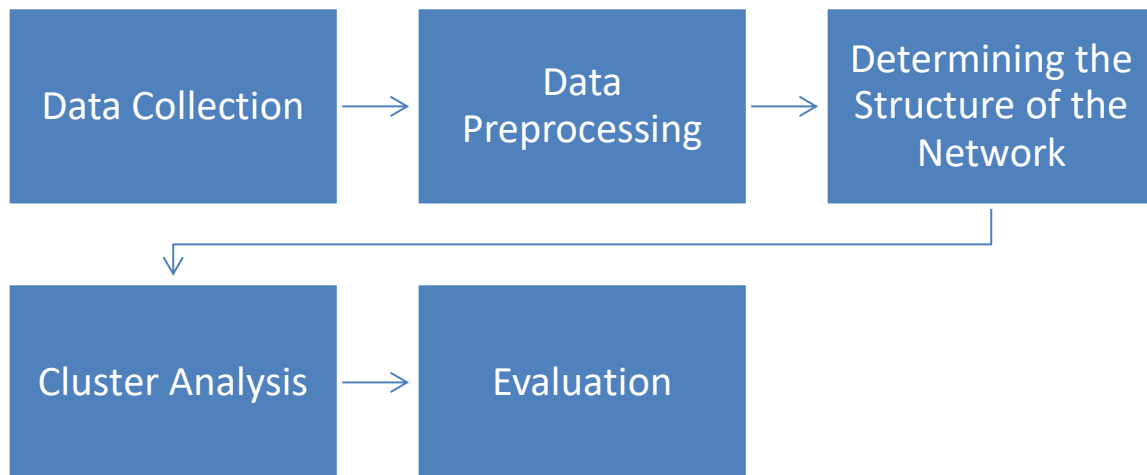 Data Collection
Data
Preprocessing
Determining the
Structure of the
Network
Cluster Analysis
Evaluation